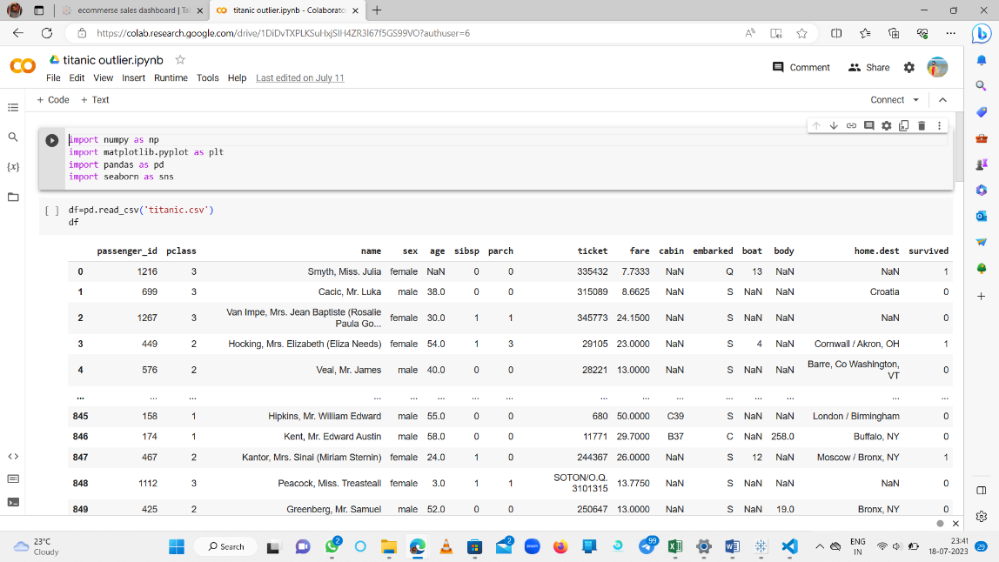 ecommerse sales dashboard | Tal
titanic outlier.ipynb - Colaborato
https://colab.research.google.com/drive/1DiDvTXPLKSuHxjSIH4ZR3I67f5GS99VO?authuser=6
titanic outlier.ipynb
File Edit View Insert Runtime Tools Help Last edited on July 11
Comment Share
+ Code + Text
Connect
import numpy as np
import matplotlib.pyplot as plt
import pandas as pd
import seaborn as sns
[ ] df=pd.read_csv('titanic.csv')
df
passenger_id pclass name sex age sibsp parch ticket fare cabin embarked boat body home.dest survived
0 1216 3 Smyth, Miss. Julia female NaN 0 0 335432 7.7333 NaN Q 13 NaN NaN 1
1 699 3 Cacic, Mr. Luka male 38.0 0 0 315089 8.6625 NaN S NaN NaN Croatia 0
2 1267 3 Van Impe, Mrs. Jean Baptiste (Rosalie Paula Go... female 30.0 1 1 345773 24.1500 NaN S NaN NaN NaN 0
3 449 2 Hocking, Mrs. Elizabeth (Eliza Needs) female 54.0 1 3 29105 23.0000 NaN S 4 NaN Cornwall / Akron, OH 1
4 576 2 Veal, Mr. James male 40.0 0 0 28221 13.0000 NaN S NaN NaN Barre, Co Washington, VT 0
... ... ... ... ... ... ... ... ... ... ... ... ... ... ... ...
845 158 1 Hipkins, Mr. William Edward male 55.0 0 0 680 50.0000 C39 S NaN NaN London / Birmingham 0
846 174 1 Kent, Mr. Edward Austin male 58.0 0 0 11771 29.7000 B37 C NaN 258.0 Buffalo, NY 0
847 467 2 Kantor, Mrs. Sinai (Miriam Sternin) female 24.0 1 0 244367 26.0000 NaN S 12 NaN Moscow / Bronx, NY 1
848 1112 3 Peacock, Miss. Treasteall female 3.0 1 1 SOTON/O.Q. 3101315 13.7750 NaN S NaN NaN NaN 0
849 425 2 Greenberg, Mr. Samuel male 52.0 0 0 250647 13.0000 NaN S NaN 19.0 Bronx, NY 0
23°C
Cloudy
Search
2
2
zoom
99
ENG
IN
23:41
18-07-2023
29